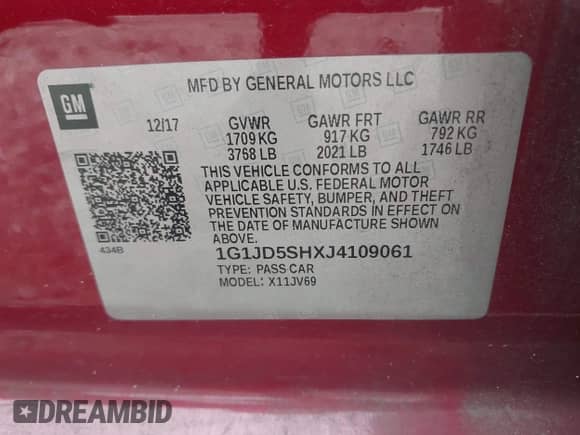 GM
MFD BY GENERAL MOTORS LLC
12/17 GVWR GAWR FRT GAWR RR
1709 KG 917 KG 792 KG
3768 LB 2021 LB 1746 LB
THIS VEHICLE CONFORMS TO ALL
APPLICABLE U.S. FEDERAL MOTOR
VEHICLE SAFETY, BUMPER, AND THEFT
PREVENTION STANDARDS IN EFFECT ON
THE DATE OF MANUFACTURE SHOWN
ABOVE.
434B
1G1JD5SHXJ4109061
TYPE: PASS CAR
MODEL: X11JV69
DREAMBID